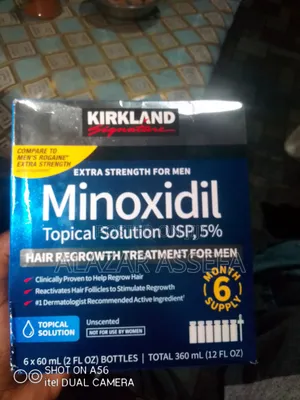 KIRKLAND
Signature
COMPARE TO
MEN'S ROGAINE®
EXTRA STRENGTH
EXTRA STRENGTH FOR MEN
Minoxidil
Topical Solution USP, 5%
HAIR REGROWTH TREATMENT FOR MEN
ALAZAR ASSEFA
• Clinically Proven to Help Regrow Hair
• Reactivates Hair Follicles to Stimulate Regrowth
• #1 Dermatologist Recommended Active Ingredient
6
MONTH
SUPPLY
TOPICAL
SOLUTION
Unscented
NOT FOR USE BY WOMEN
6 x 60 mL (2 FL OZ) BOTTLES | TOTAL 360 mL (12 FL OZ)
SHOT ON A56
itel DUAL CAMERA